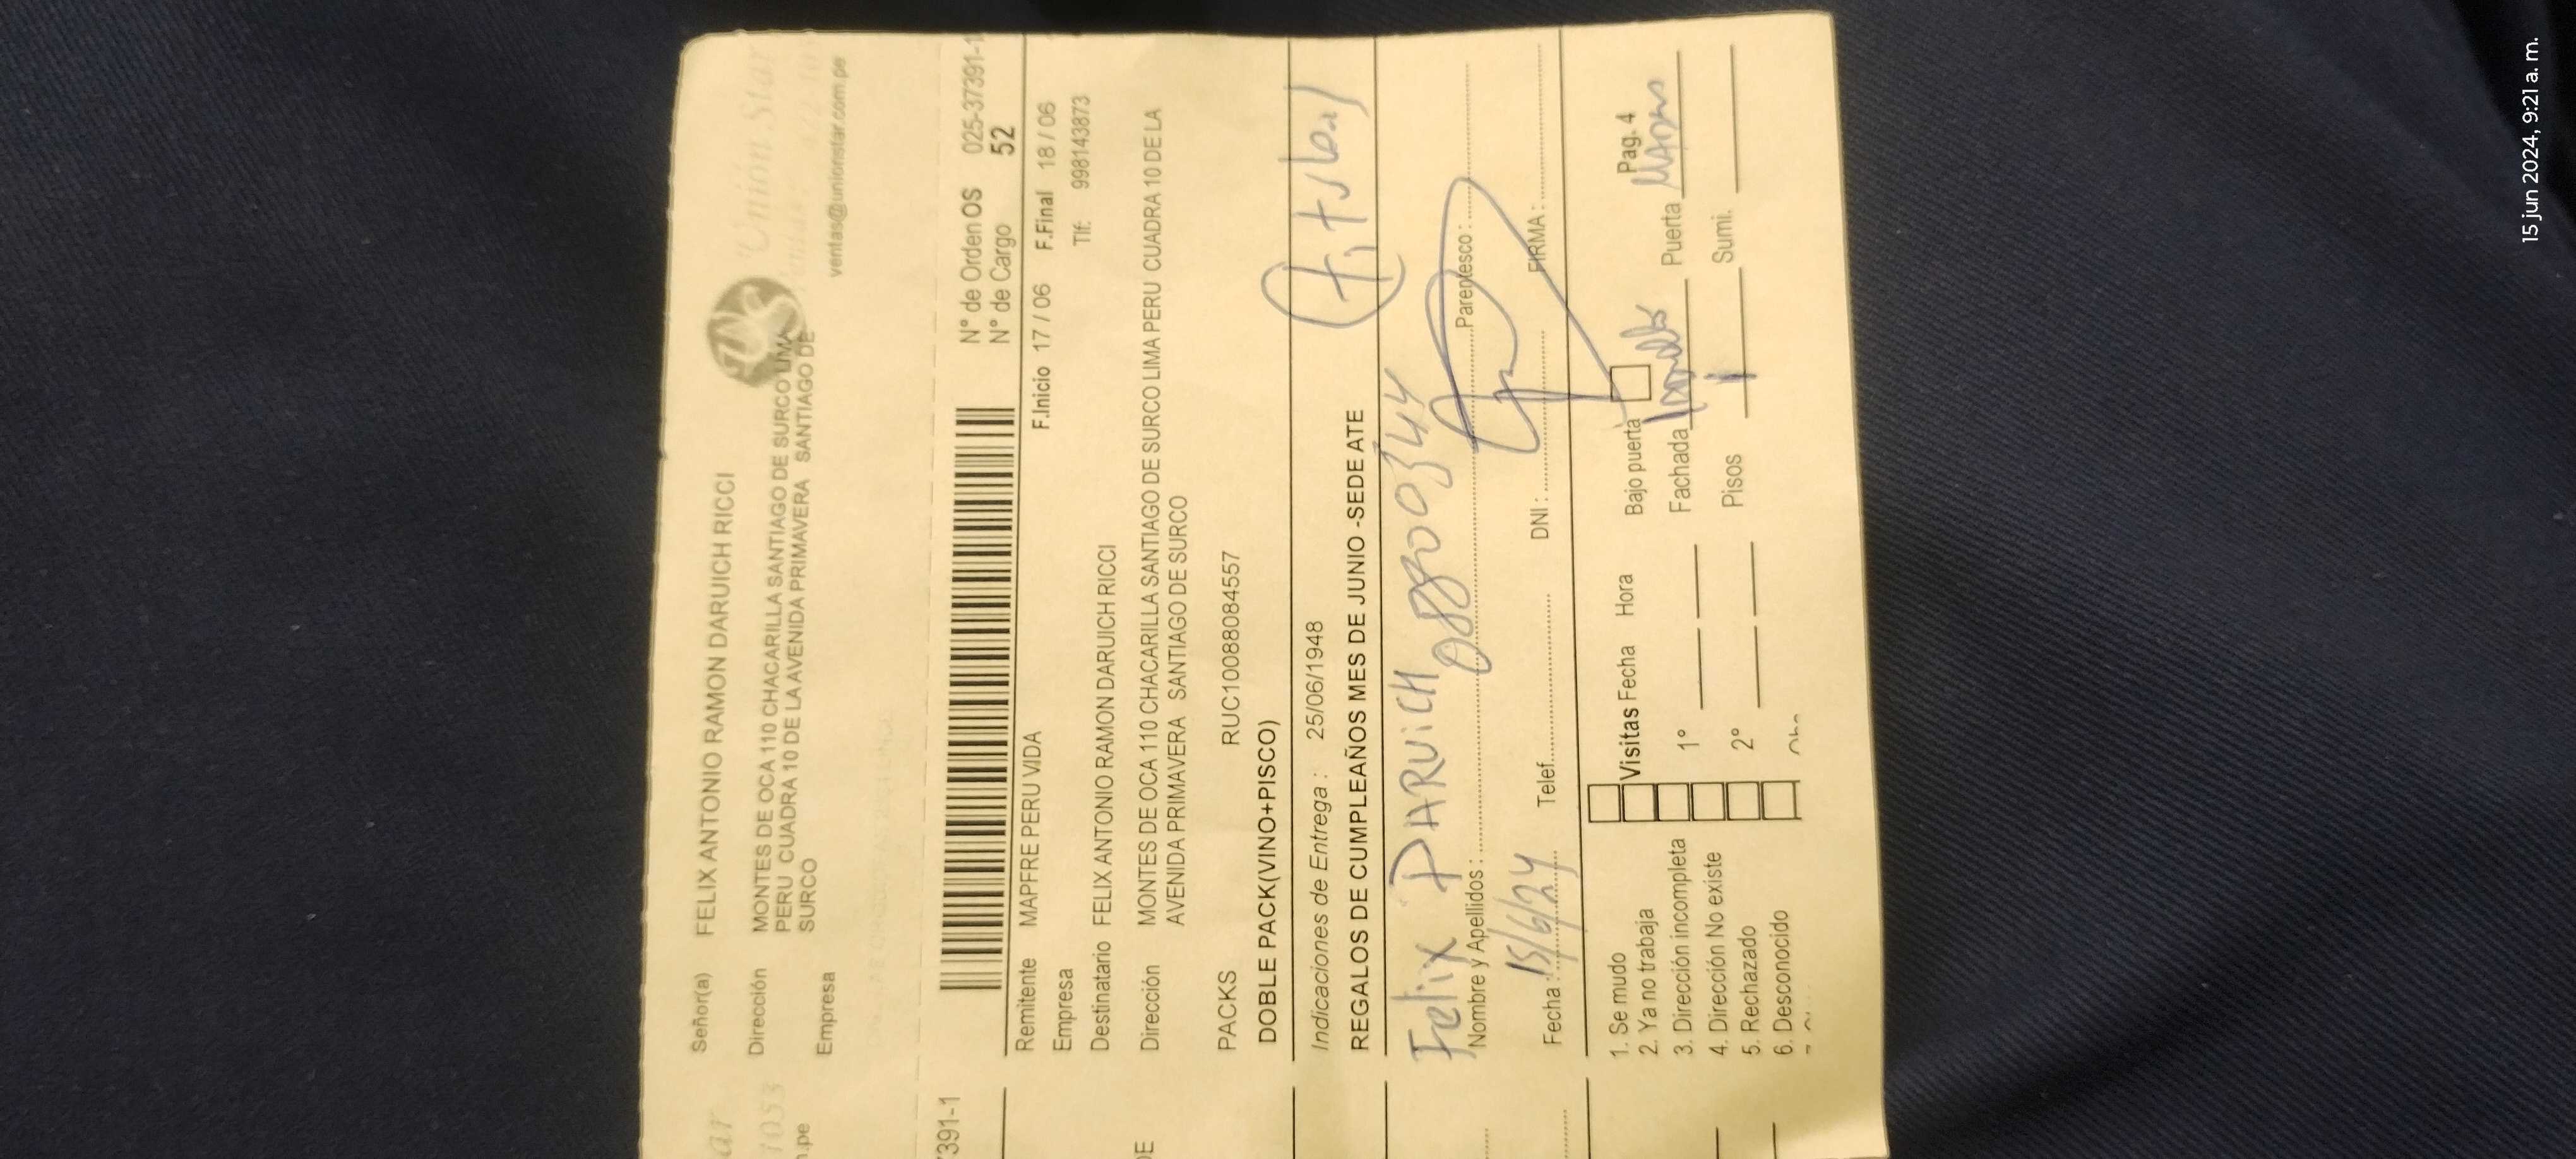 Señor(a) FELIX ANTONIO RAMON DARUICH RICCI
Dirección MONTES DE OCA 110 CHACARILLA SANTIAGO DE SURCO LIMA
PERU CUADRA 10 DE LA AVENIDA PRIMAVERA SANTIAGO DE
SURCO
Empresa
Unión Star
ventas@unionstar.com.pe
N° de Orden OS 025-37391-1
N° de Cargo 52
Remitente MAPFRE PERU VIDA F.Inicio 17 / 06 F.Final 18 / 06
Empresa Tlf: 998143873
Destinatario FELIX ANTONIO RAMON DARUICH RICCI
Dirección MONTES DE OCA 110 CHACARILLA SANTIAGO DE SURCO LIMA PERU CUADRA 10 DE LA
AVENIDA PRIMAVERA SANTIAGO DE SURCO
PACKS RUC10088084557
DOBLE PACK(VINO+PISCO)
Indicaciones de Entrega : 25/06/1948
REGALOS DE CUMPLEAÑOS MES DE JUNIO -SEDE ATE
Felix DARUICH
Nombre y Apellidos : Parentesco :
Fecha : 15/6/24 Telef. DNI : FIRMA :
1. Se mudo
2. Ya no trabaja
3. Dirección incompleta
4. Dirección No existe
5. Rechazado
6. Desconocido
Visitas Fecha Hora
1°
2°
Bajo puerta Pag. 4
Fachada Puerta
Pisos 1 Sumi.
7391-1
DE
15 jun 2024, 9:21 a. m.